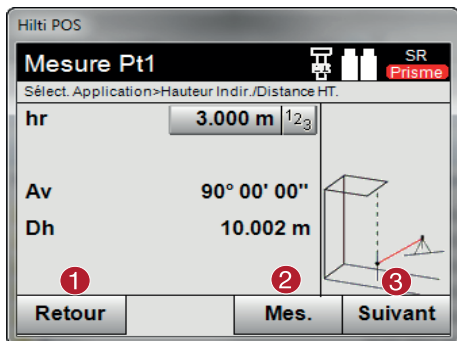 Hilti POS
Mesure Pt1
SR
Prisme
Sélect. Application>Hauteur Indir./Distance HT.
hr 3.000 m 123
Av 90° 00' 00"
Dh 10.002 m
1 2 3
Retour Mes. Suivant